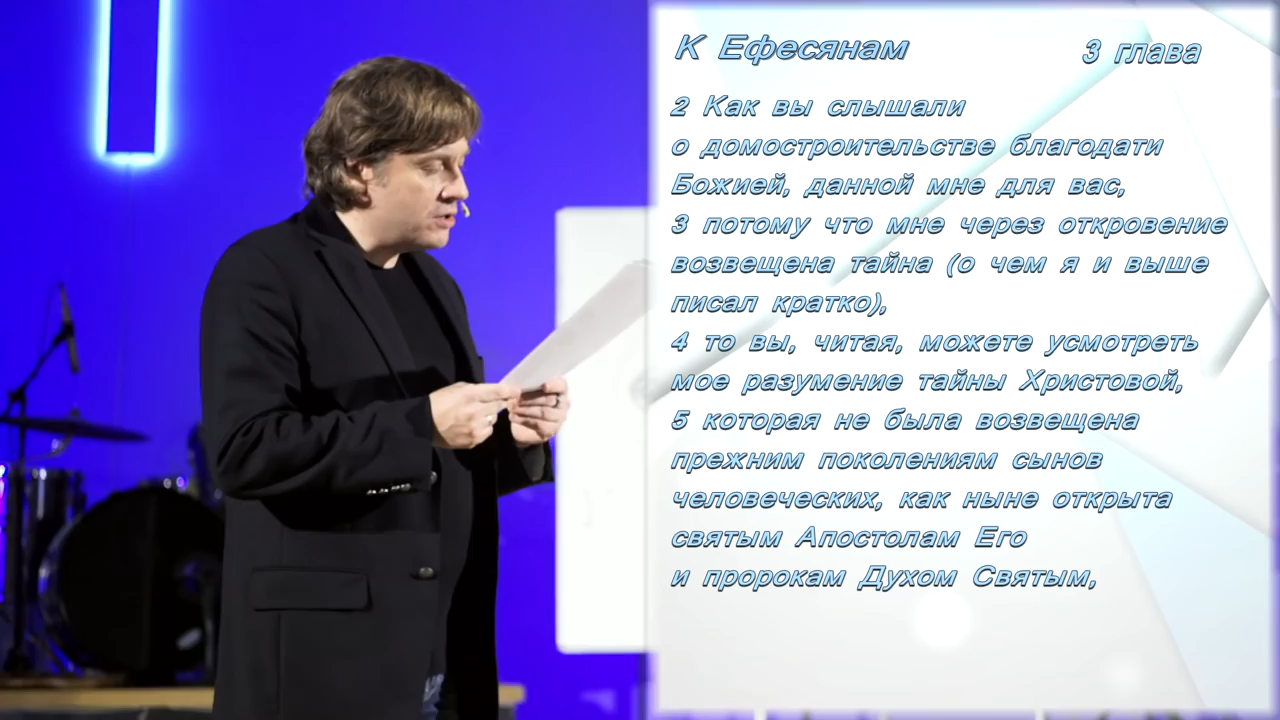 К Ефесянам 3 глава
2 Как вы слышали
о домостроительстве благодати
Божией, данной мне для вас,
3 потому что мне через откровение
возвещена тайна (о чем я и выше
писал кратко),
4 то вы, читая, можете усмотреть
мое разумение тайны Христовой,
5 которая не была возвещена
прежним поколениям сынов
человеческих, как ныне открыта
святым Апостолам Его
и пророкам Духом Святым,